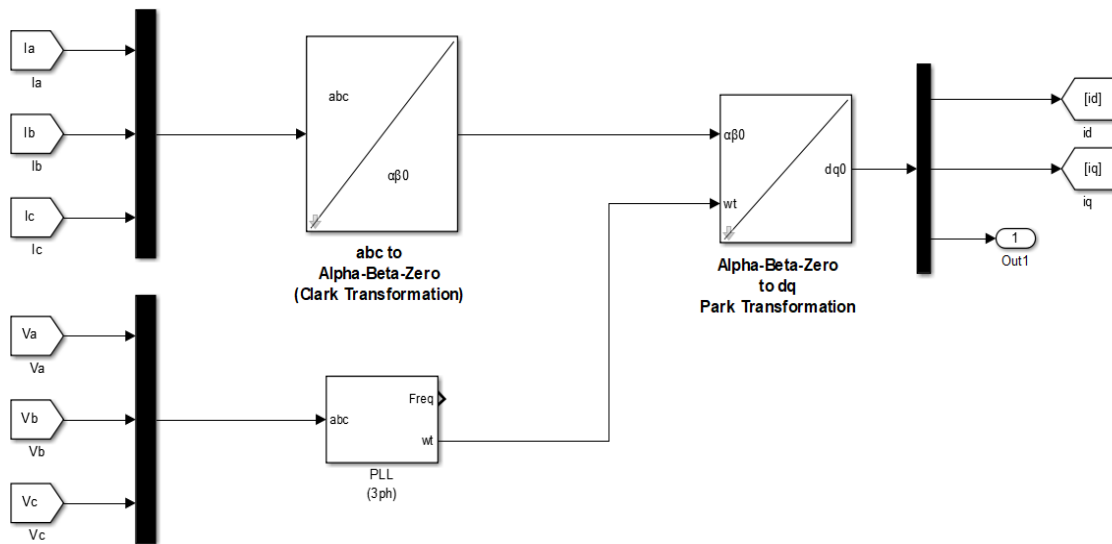 Ia
Ia
Ib
Ib
Ic
Ic
abc
αβ0
abc to
Alpha-Beta-Zero
(Clark Transformation)
αβ0
wt
dq0
Alpha-Beta-Zero
to dq
Park Transformation
[id]
id
[iq]
iq
1
Out1
Va
Va
Vb
Vb
Vc
Vc
abc
Freq
wt
PLL
(3ph)